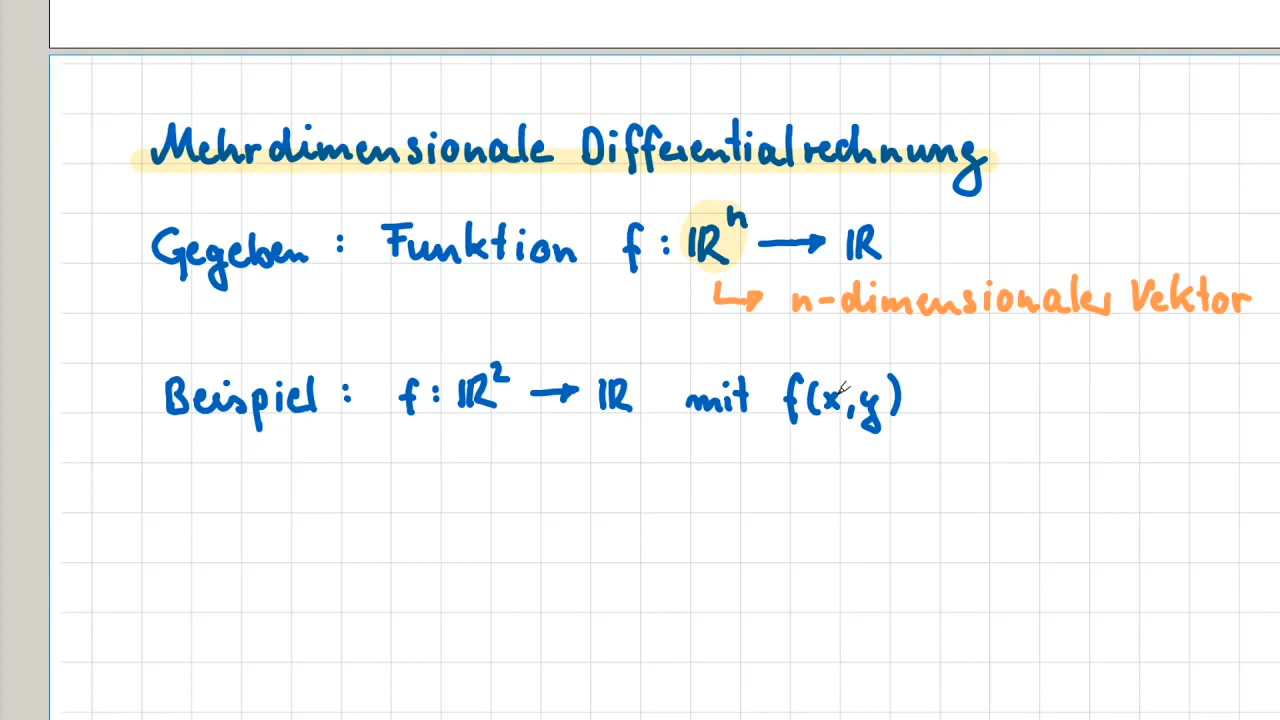 Mehrdimensionale Differentialrechnung
Gegeben : Funktion f : ℝⁿ → ℝ
↳ n-dimensionaler Vektor
Beispiel : f : ℝ² → ℝ mit f(x,y)